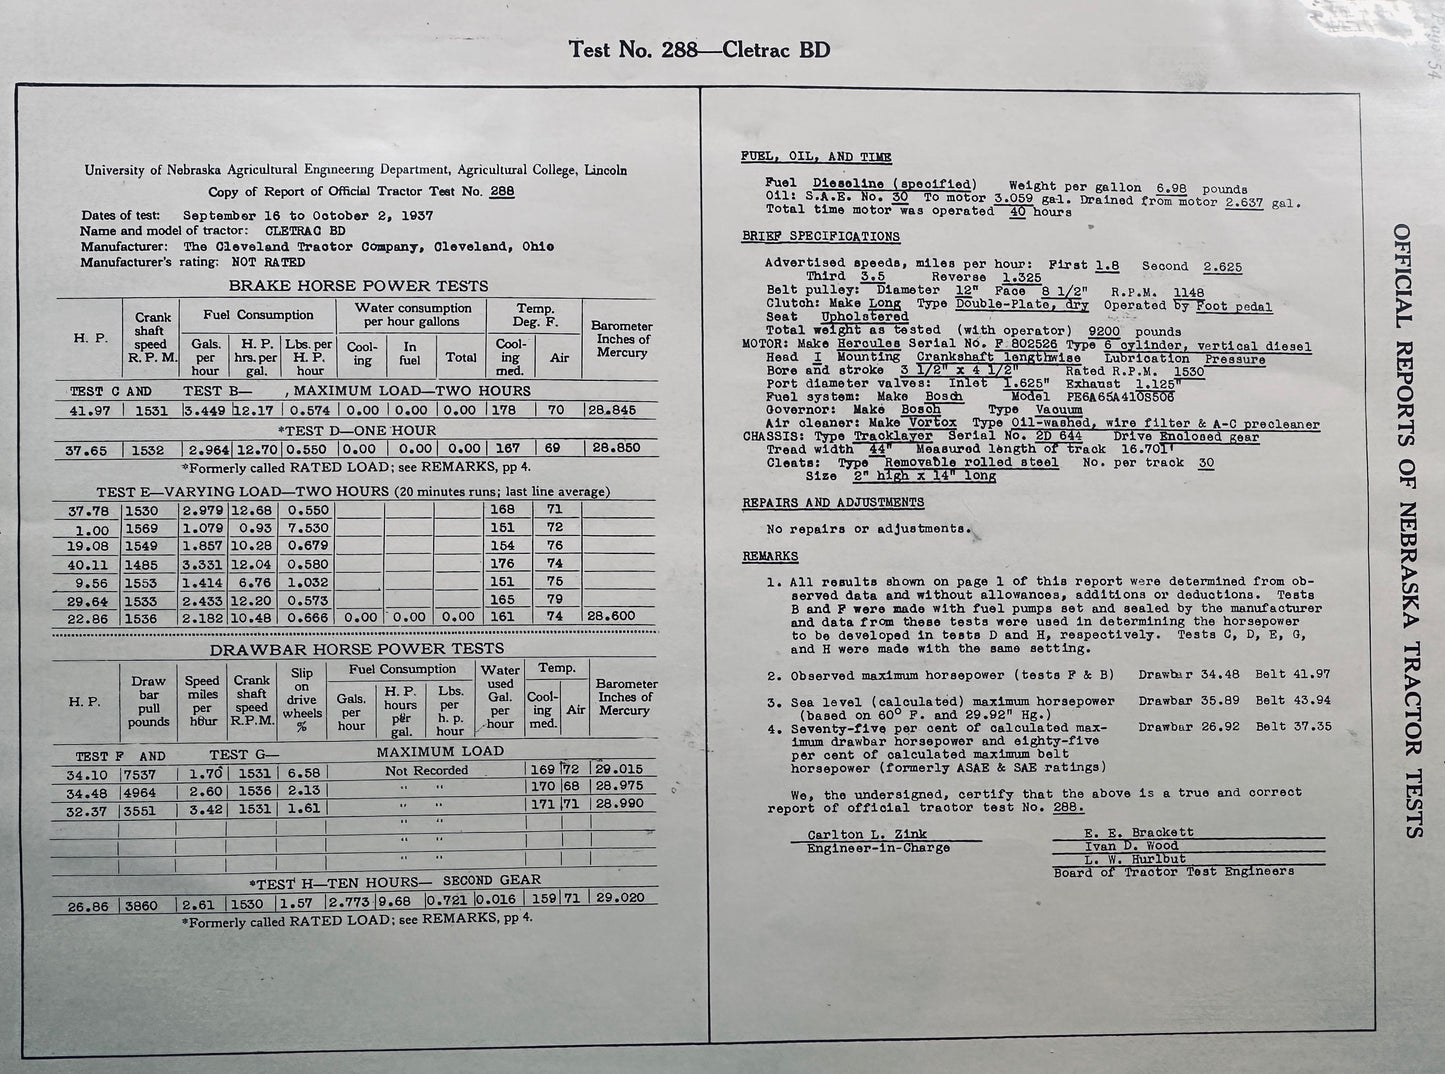 Test No. 288—Cletrac BD
University of Nebraska Agricultural Engineering Department, Agricultural College, Lincoln
Copy of Report of Official Tractor Test No. 288
Dates of test: September 16 to October 2, 1937
Name and model of tractor: CLETRAC BD
Manufacturer: The Cleveland Tractor Company, Cleveland, Ohio
Manufacturer's rating: NOT RATED
BRAKE HORSE POWER TESTS
H. P. Crank shaft speed R. P. M. Fuel Consumption Gals. per hour H. P. hrs. per gal. Lbs. per H. P. hour Water consumption per hour gallons Cool-ing In fuel Total Temp. Deg. F. Cool-ing med. Air Barometer Inches of Mercury
TEST C AND TEST B— , MAXIMUM LOAD—TWO HOURS
41.97 1531 3.449 12.17 0.574 0.00 0.00 0.00 178 70 28.845
*TEST D—ONE HOUR
37.65 1532 2.964 12.70 0.550 0.00 0.00 0.00 167 69 28.850
*Formerly called RATED LOAD; see REMARKS, pp 4.
TEST E—VARYING LOAD—TWO HOURS (20 minutes runs; last line average)
37.78 1530 2.979 12.68 0.550 168 71
1.00 1569 1.079 0.93 7.530 151 72
19.08 1549 1.857 10.28 0.679 154 76
40.11 1485 3.331 12.04 0.580 176 74
9.56 1553 1.414 6.76 1.032 151 75
29.64 1533 2.433 12.20 0.573 165 79
22.86 1536 2.182 10.48 0.666 0.00 0.00 0.00 161 74 28.600
DRAWBAR HORSE POWER TESTS
H. P. Draw bar pull pounds Speed miles per hour Crank shaft speed R.P.M. Slip on drive wheels % Fuel Consumption Gals. per hour H. P. hours per gal. Lbs. per h. p. hour Water used Gal. per hour Temp. Cool-ing med. Air Barometer Inches of Mercury
TEST F AND TEST G— MAXIMUM LOAD
34.10 7537 1.70 1531 6.58 Not Recorded 169 72 29.015
34.48 4964 2.60 1536 2.13 " " 170 68 28.975
32.37 3551 3.42 1531 1.61 " " 171 71 28.990
" "
" "
" "
*TEST H—TEN HOURS— SECOND GEAR
26.86 3860 2.61 1530 1.57 2.773 9.68 0.721 0.016 159 71 29.020
*Formerly called RATED LOAD; see REMARKS, pp 4.
FUEL, OIL, AND TIME
Fuel Dieseline (specified) Weight per gallon 6.98 pounds
Oil: S.A.E. No. 30 To motor 3.059 gal. Drained from motor 2.637 gal.
Total time motor was operated 40 hours
BRIEF SPECIFICATIONS
Advertised speeds, miles per hour: First 1.8 Second 2.625
Third 3.5 Reverse 1.325
Belt pulley: Diameter 12" Face 8 1/2" R.P.M. 1148
Clutch: Make Long Type Double-Plate, dry Operated by Foot pedal
Seat Upholstered
Total weight as tested (with operator) 9200 pounds
MOTOR: Make Hercules Serial No. F 802526 Type 6 cylinder, vertical diesel
Head I Mounting Crankshaft lengthwise Lubrication Pressure
Bore and stroke 3 1/2" x 4 1/2" Rated R.P.M. 1530
Port diameter valves: Inlet 1.625" Exhaust 1.125"
Fuel system: Make Bosch Model PE6A65A410S506
Governor: Make Bosch Type Vacuum
Air cleaner: Make Vortox Type Oil-washed, wire filter & A-C precleaner
CHASSIS: Type Tracklayer Serial No. 2D 644 Drive Enclosed gear
Tread width 44" Measured length of track 16.701'
Cleats: Type Removable rolled steel No. per track 30
Size 2" high x 14" long
REPAIRS AND ADJUSTMENTS
No repairs or adjustments.
REMARKS
1. All results shown on page 1 of this report were determined from ob-
served data and without allowances, additions or deductions. Tests
B and F were made with fuel pumps set and sealed by the manufacturer
and data from these tests were used in determining the horsepower
to be developed in tests D and H, respectively. Tests C, D, E, G,
and H were made with the same setting.
2. Observed maximum horsepower (tests F & B) Drawbar 34.48 Belt 41.97
3. Sea level (calculated) maximum horsepower Drawbar 35.89 Belt 43.94
(based on 60° F. and 29.92" Hg.)
4. Seventy-five per cent of calculated max- Drawbar 26.92 Belt 37.35
imum drawbar horsepower and eighty-five
per cent of calculated maximum belt
horsepower (formerly ASAE & SAE ratings)
We, the undersigned, certify that the above is a true and correct
report of official tractor test No. 288.
Carlton L. Zink
Engineer-in-Charge
E. E. Brackett
Ivan D. Wood
L. W. Hurlbut
Board of Tractor Test Engineers
OFFICIAL REPORTS OF NEBRASKA TRACTOR TESTS
Page 54